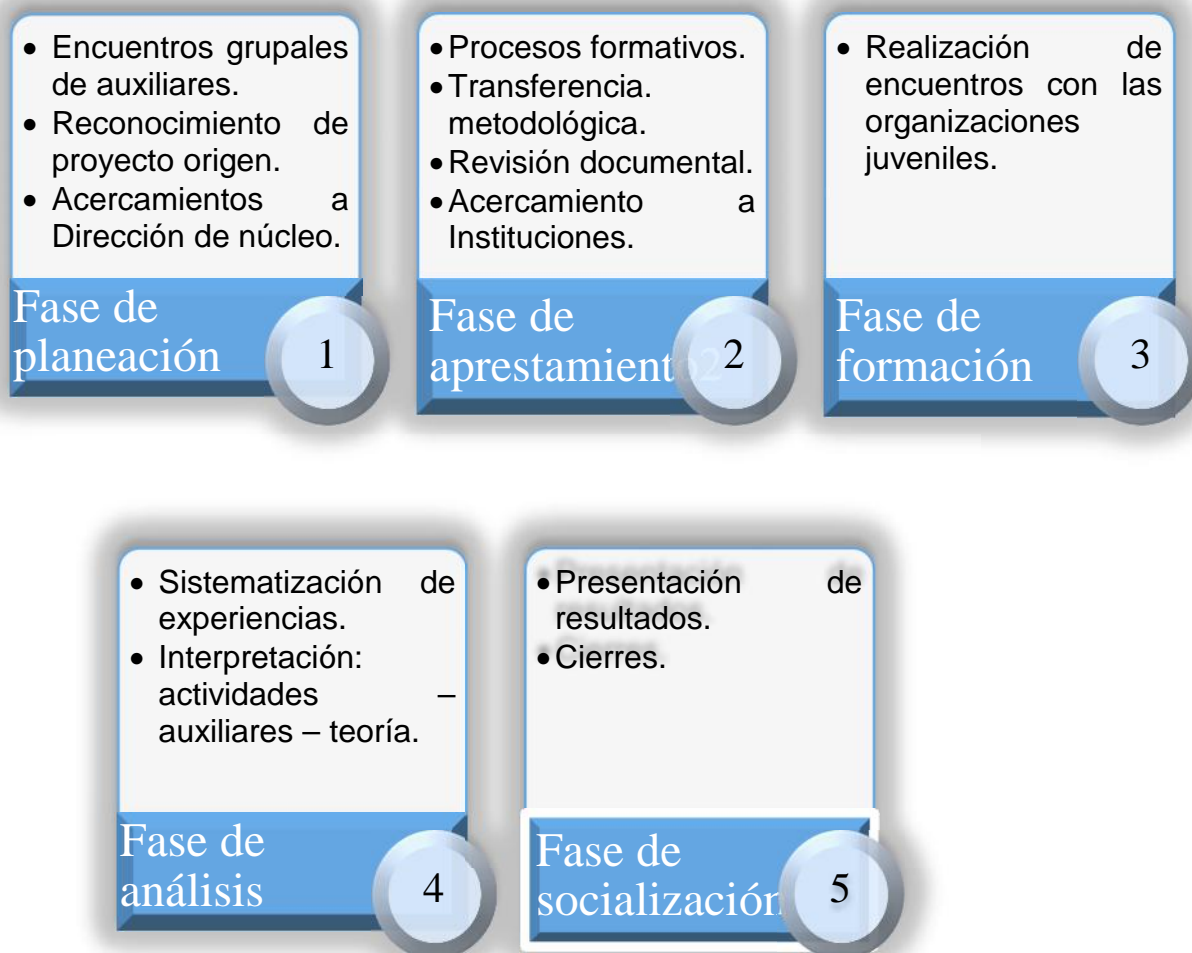 • Encuentros grupales
de auxiliares.
• Reconocimiento de
proyecto origen.
• Acercamientos a
Dirección de núcleo.
Fase de
planeación
1
• Procesos formativos.
• Transferencia.
metodológica.
• Revisión documental.
• Acercamiento a
Instituciones.
Fase de
aprestamiento2
2
• Realización de
encuentros con las
organizaciones
juveniles.
Fase de
formación
3
• Sistematización de
experiencias.
• Interpretación:
actividades –
auxiliares – teoría.
Fase de
análisis
4
• Presentación de
resultados.
• Cierres.
Fase de
socialización
5